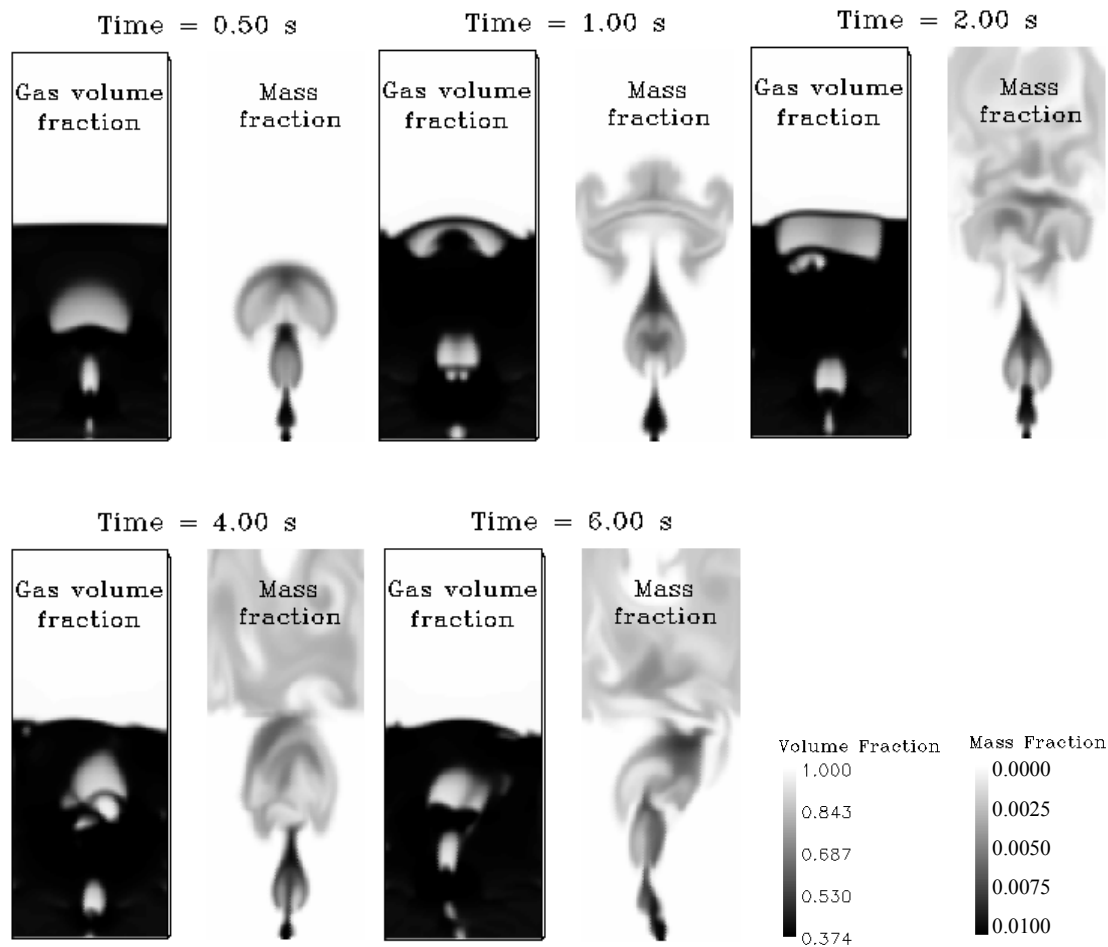 Time = 0.50 s
Time = 1.00 s
Time = 2.00 s
Gas volume
fraction
Mass
fraction
Gas volume
fraction
Mass
fraction
Gas volume
fraction
Mass
fraction
Time = 4.00 s
Time = 6.00 s
Gas volume
fraction
Mass
fraction
Gas volume
fraction
Mass
fraction
Volume Fraction
1.000
0.843
0.687
0.530
0.374
Mass Fraction
0.0000
0.0025
0.0050
0.0075
0.0100